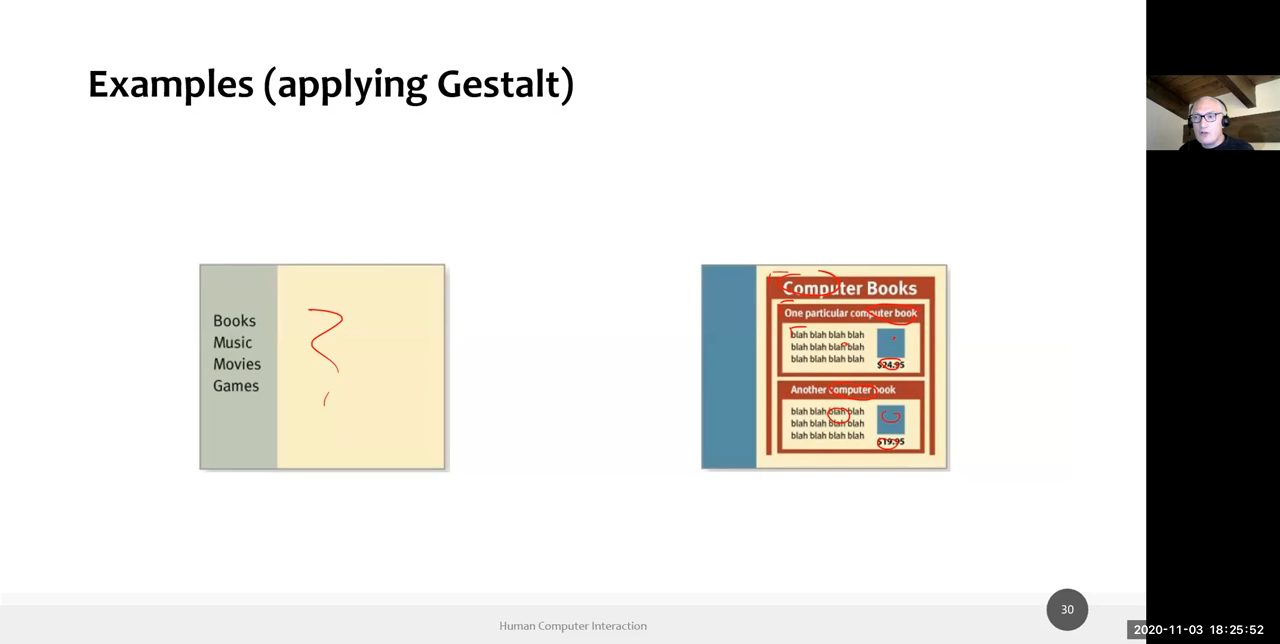 Examples (applying Gestalt)
Books
Music
Movies
Games
Computer Books
One particular computer book
blah blah blah blah
blah blah blah blah
blah blah blah blah
$24.95
Another computer book
blah blah blah blah
blah blah blah blah
blah blah blah blah
$19.95
Human Computer Interaction
30
2020-11-03 18:25:52